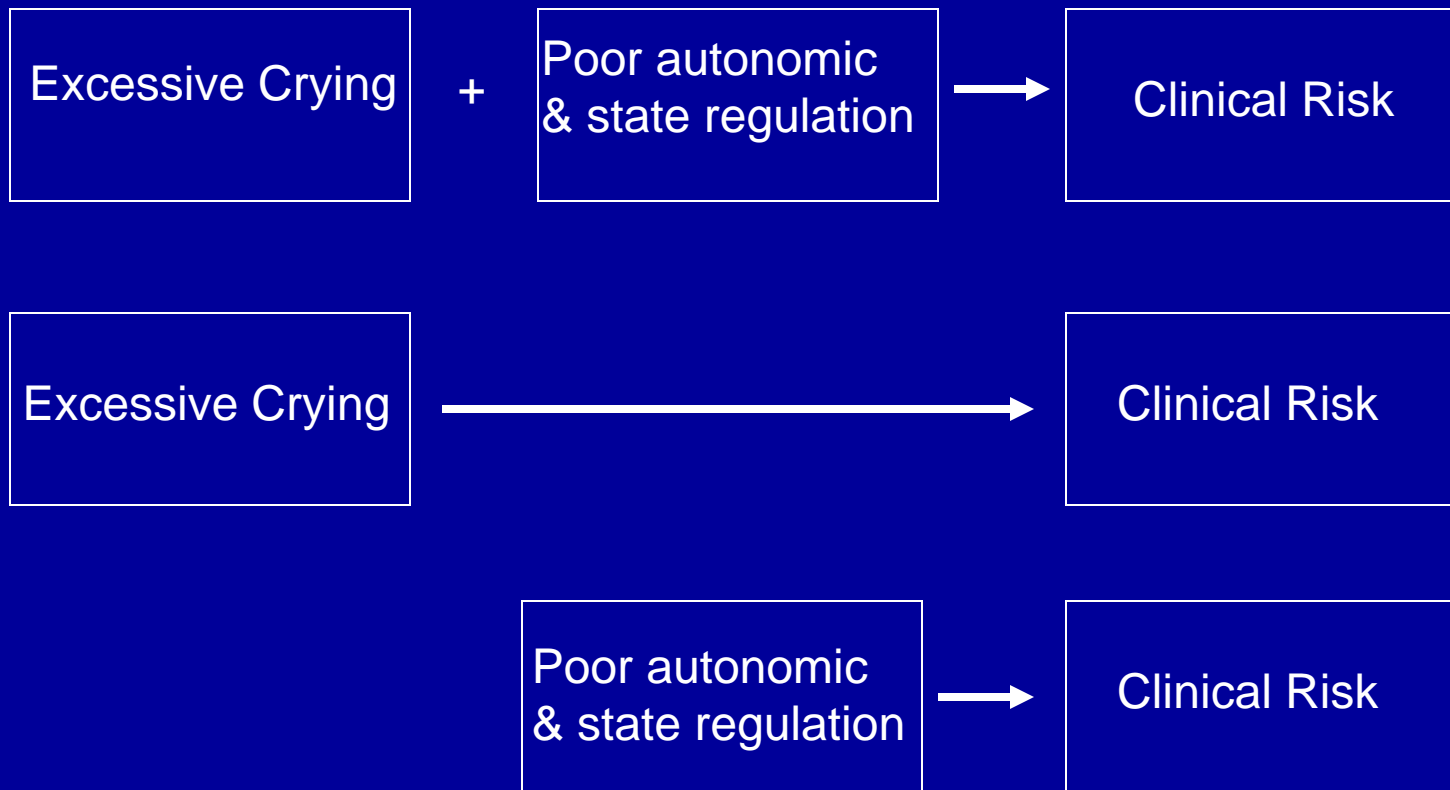 Excessive Crying
+
Poor autonomic
& state regulation
Clinical Risk
Excessive Crying
Clinical Risk
Poor autonomic
& state regulation
Clinical Risk